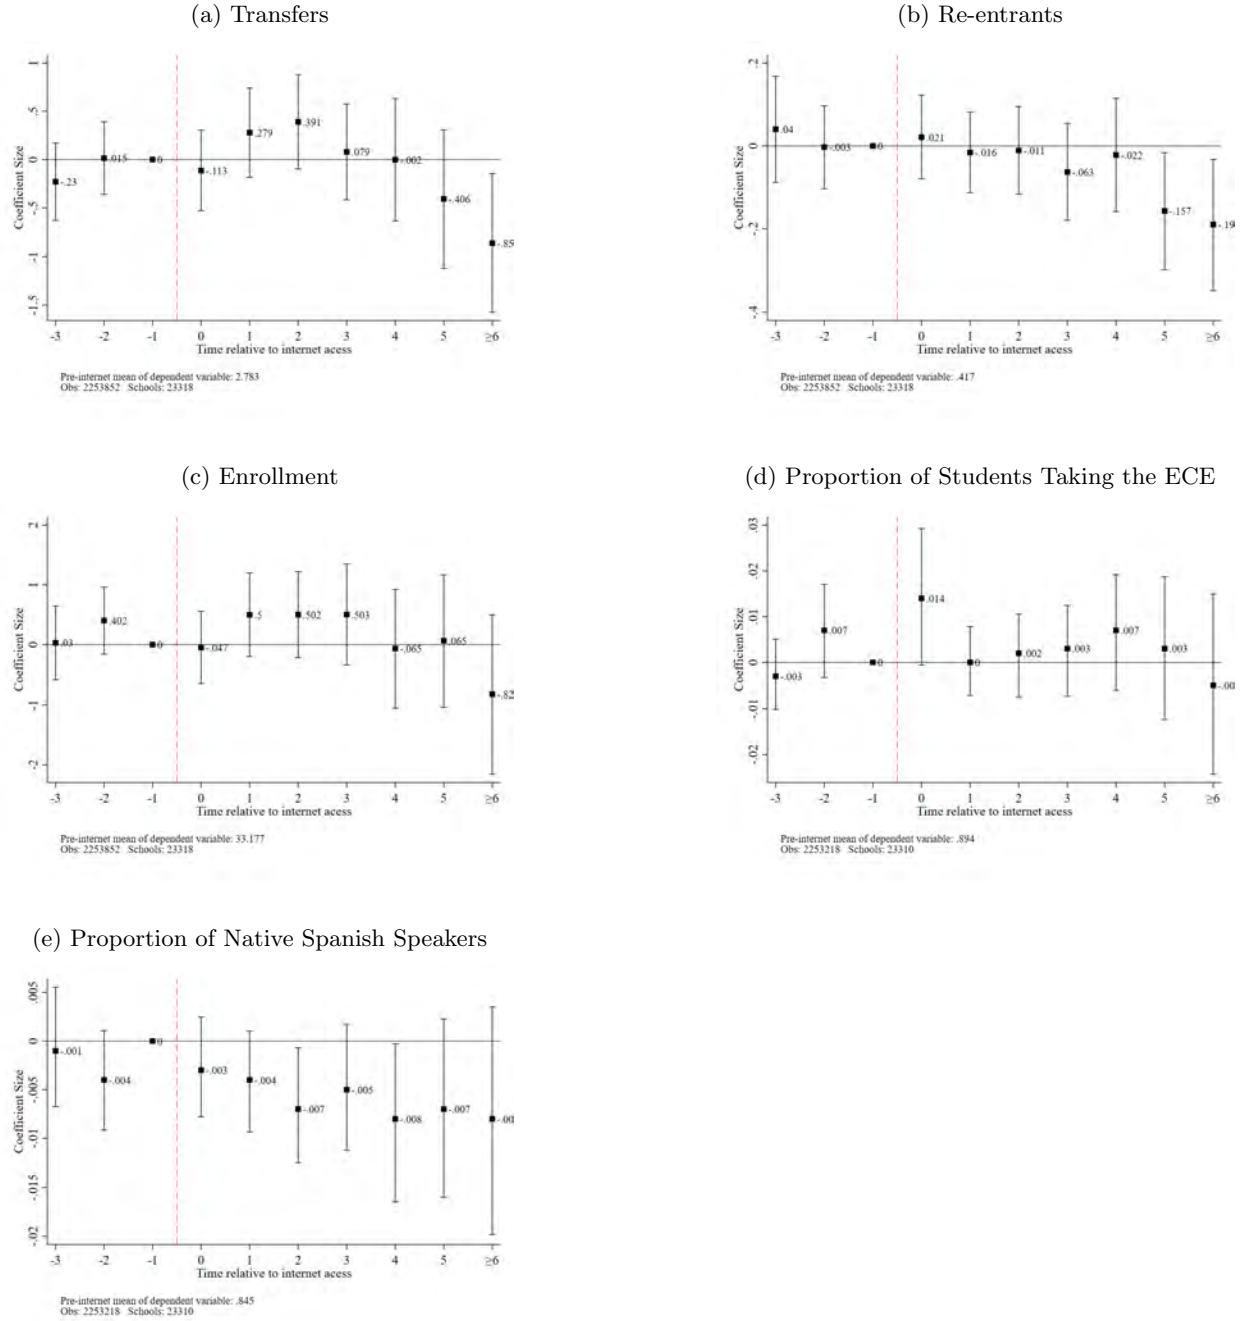 (a) Transfers
(b) Re-entrants
Coefficient Size
1
.5
0
-.5
-1
-1.5
-.23
.015
0
-.113
.279
.391
.079
-.002
-.406
-.85
-3 -2 -1 0 1 2 3 4 5 ≥6
Time relative to internet acess
Pre-internet mean of dependent variable: 2.783
Obs: 2253852 Schools: 23318
Coefficient Size
.2
0
-.2
-.4
.04
-.003
0
.021
-.016
-.011
-.063
-.022
-.157
-.19
-3 -2 -1 0 1 2 3 4 5 ≥6
Time relative to internet acess
Pre-internet mean of dependent variable: .417
Obs: 2253852 Schools: 23318
(c) Enrollment
(d) Proportion of Students Taking the ECE
Coefficient Size
2
1
0
-1
-2
.03
.402
0
-.047
.5
.502
.503
-.065
.065
-.82
-3 -2 -1 0 1 2 3 4 5 ≥6
Time relative to internet acess
Pre-internet mean of dependent variable: 33.177
Obs: 2253852 Schools: 23318
Coefficient Size
.03
.02
.01
0
-.01
-.02
-.003
.007
0
.014
0
.002
.003
.007
.003
-.00
-3 -2 -1 0 1 2 3 4 5 ≥6
Time relative to internet acess
Pre-internet mean of dependent variable: .894
Obs: 2253218 Schools: 23310
(e) Proportion of Native Spanish Speakers
Coefficient Size
.005
0
-.005
-.01
-.015
-.02
-.001
-.004
0
-.003
-.004
-.007
-.005
-.008
-.007
-.00
-3 -2 -1 0 1 2 3 4 5 ≥6
Time relative to internet acess
Pre-internet mean of dependent variable: .845
Obs: 2253218 Schools: 23310